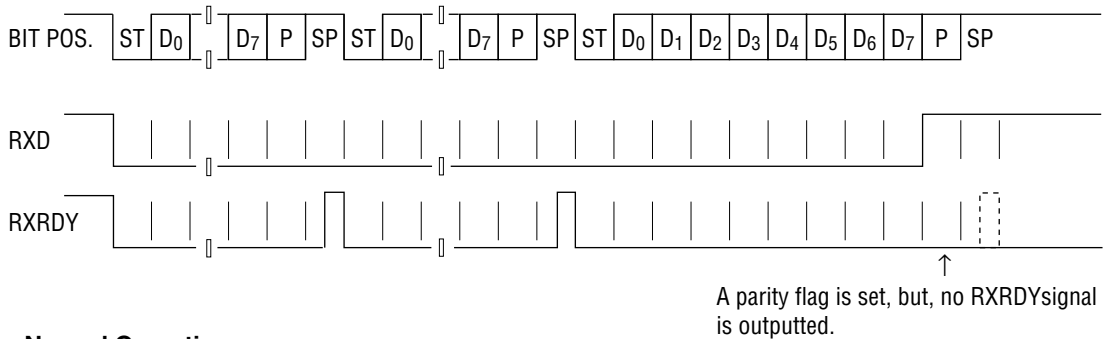 BIT POS. ST D0 D7 P SP ST D0 D7 P SP ST D0 D1 D2 D3 D4 D5 D6 D7 P SP
RXD
RXRDY
↑
A parity flag is set, but, no RXRDYsignal
is outputted.